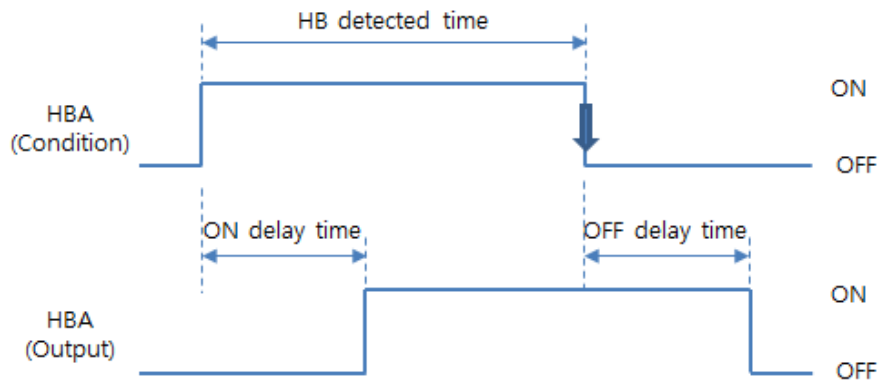 HB detected time
ON
HBA
(Condition)
OFF
ON delay time
OFF delay time
ON
HBA
(Output)
OFF